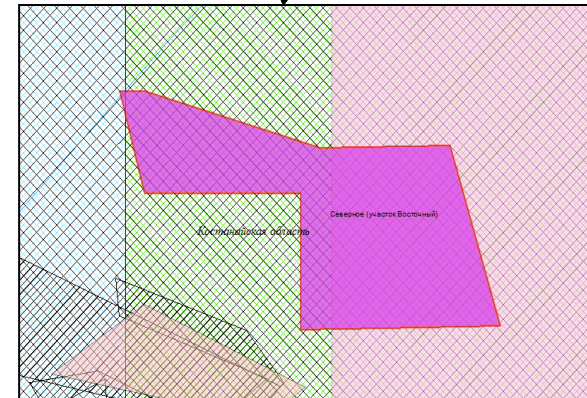 Северное (участок Восточный)
Костанайская область